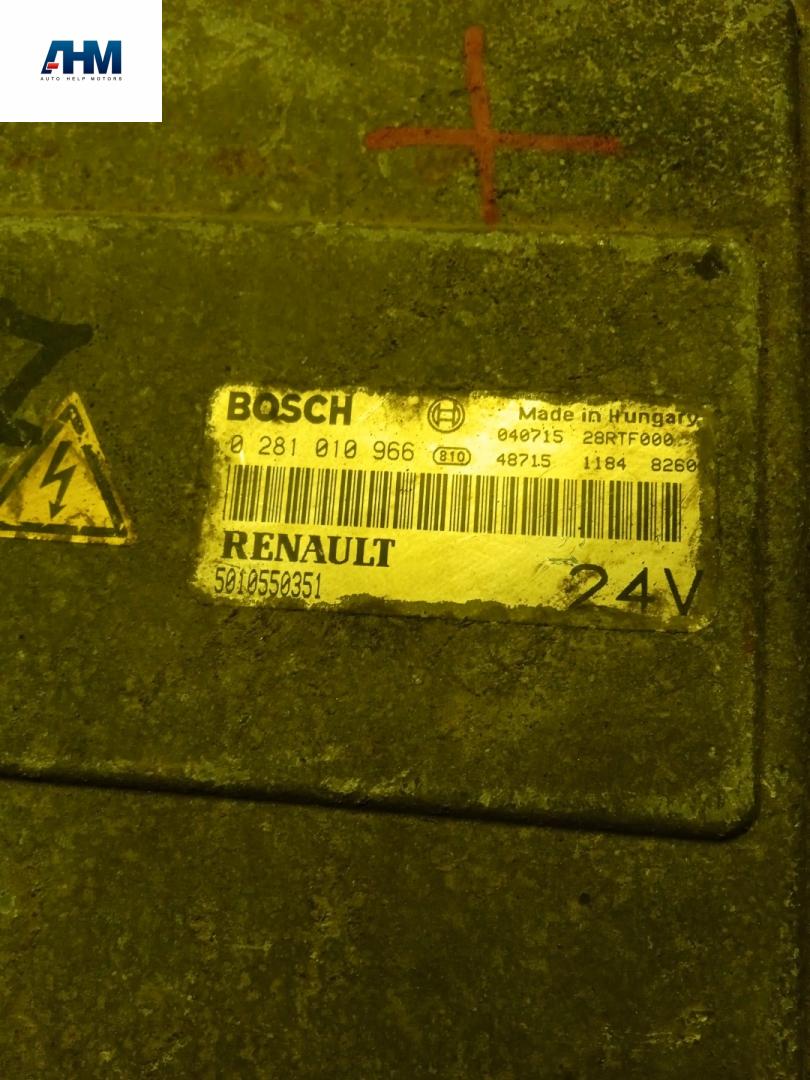 AHM
AUTO HELP MOTORS
BOSCH Made in Hungary
040715 28RTF000
0 281 010 966 810 48715 1184 8260
RENAULT
5010550351
24V